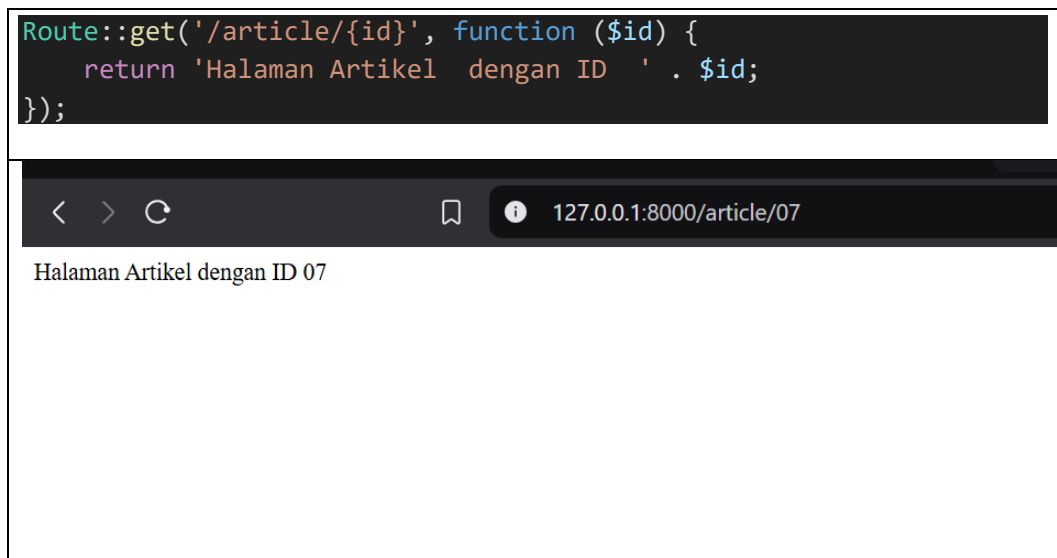 Route::get('/article/{id}', function ($id) {
    return 'Halaman Artikel  dengan ID  ' . $id;
});
127.0.0.1:8000/article/07
Halaman Artikel dengan ID 07